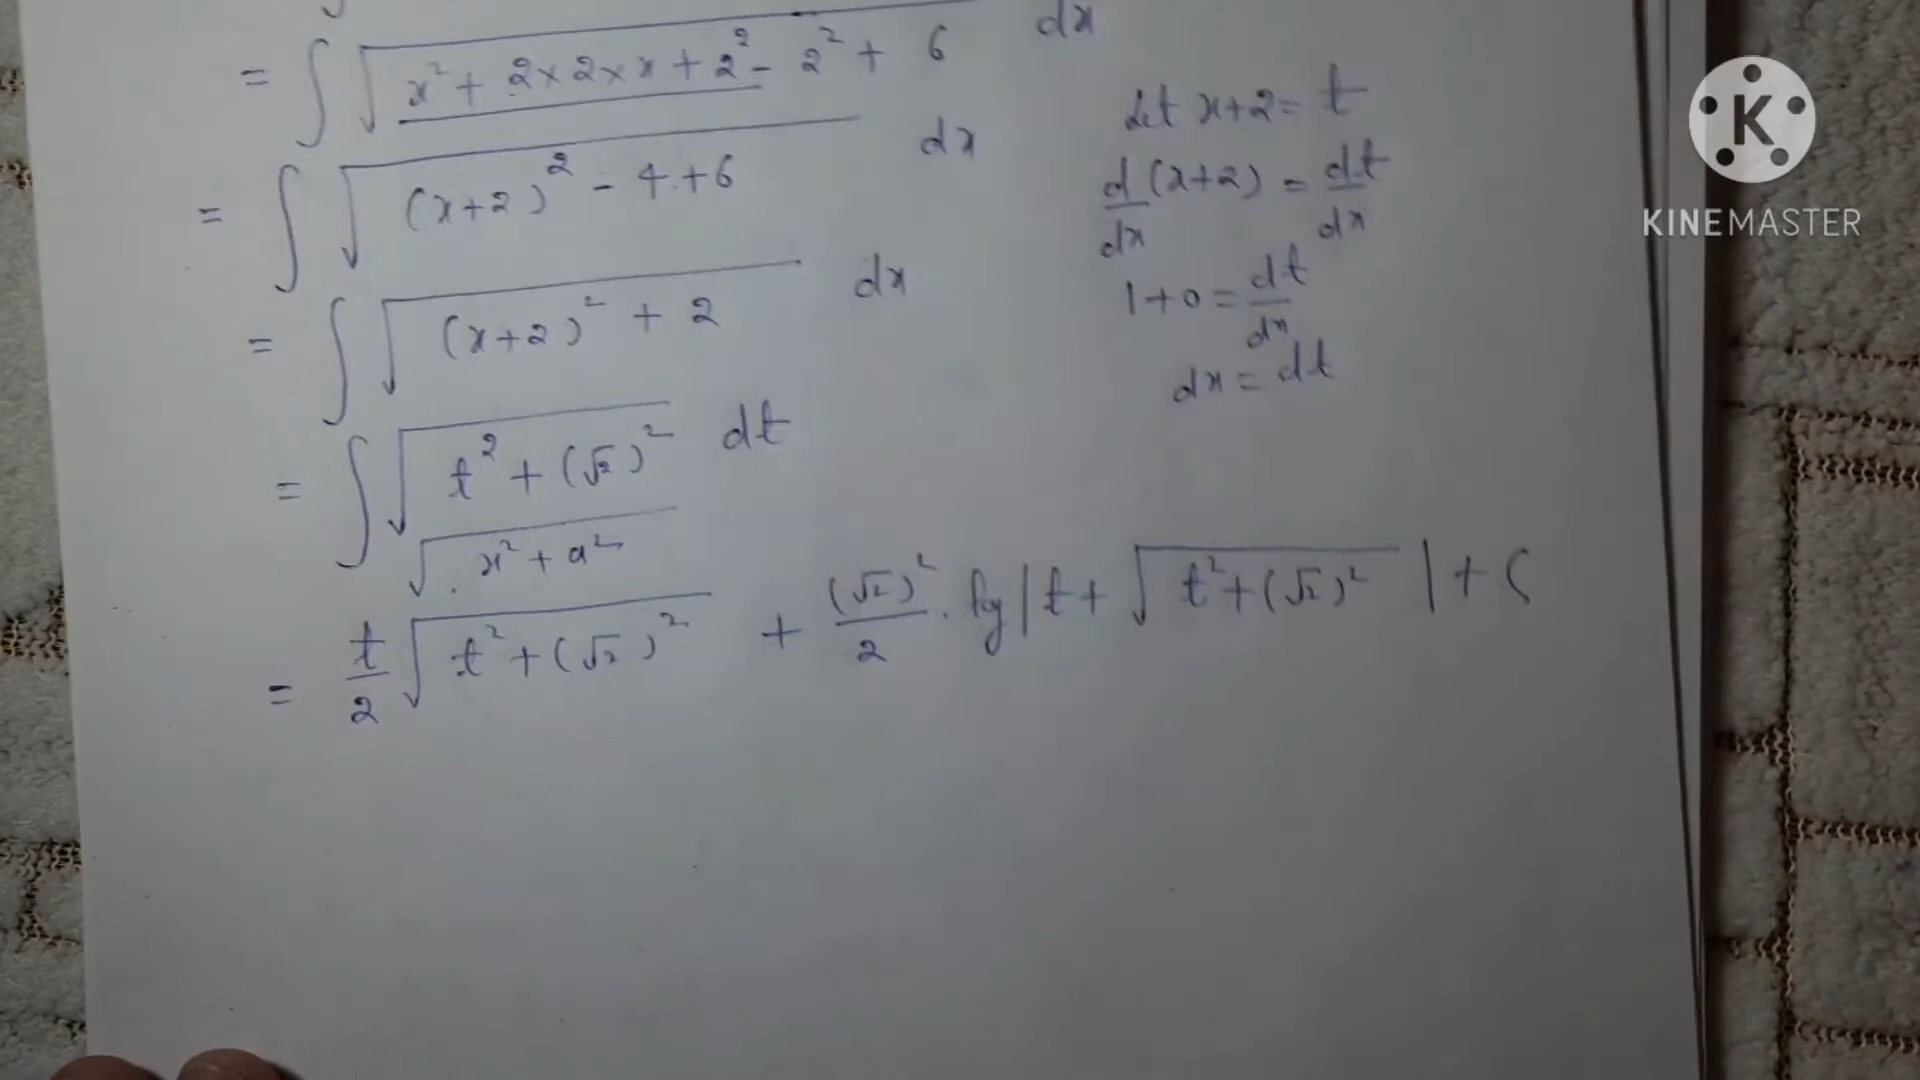 = ∫ √(x² + 2×2×x + 2² - 2² + 6) dx
= ∫ √((x+2)² - 4 + 6) dx
= ∫ √((x+2)² + 2) dx
= ∫ √(t² + (√2)²) dt
√(x² + a²)
= t/2 √(t² + (√2)²) + (√2)²/2 . log |t + √(t² + (√2)²)| + C
Let x+2 = t
d/dx (x+2) = dt/dx
1+0 = dt/dx
dx = dt
K
KINEMASTER